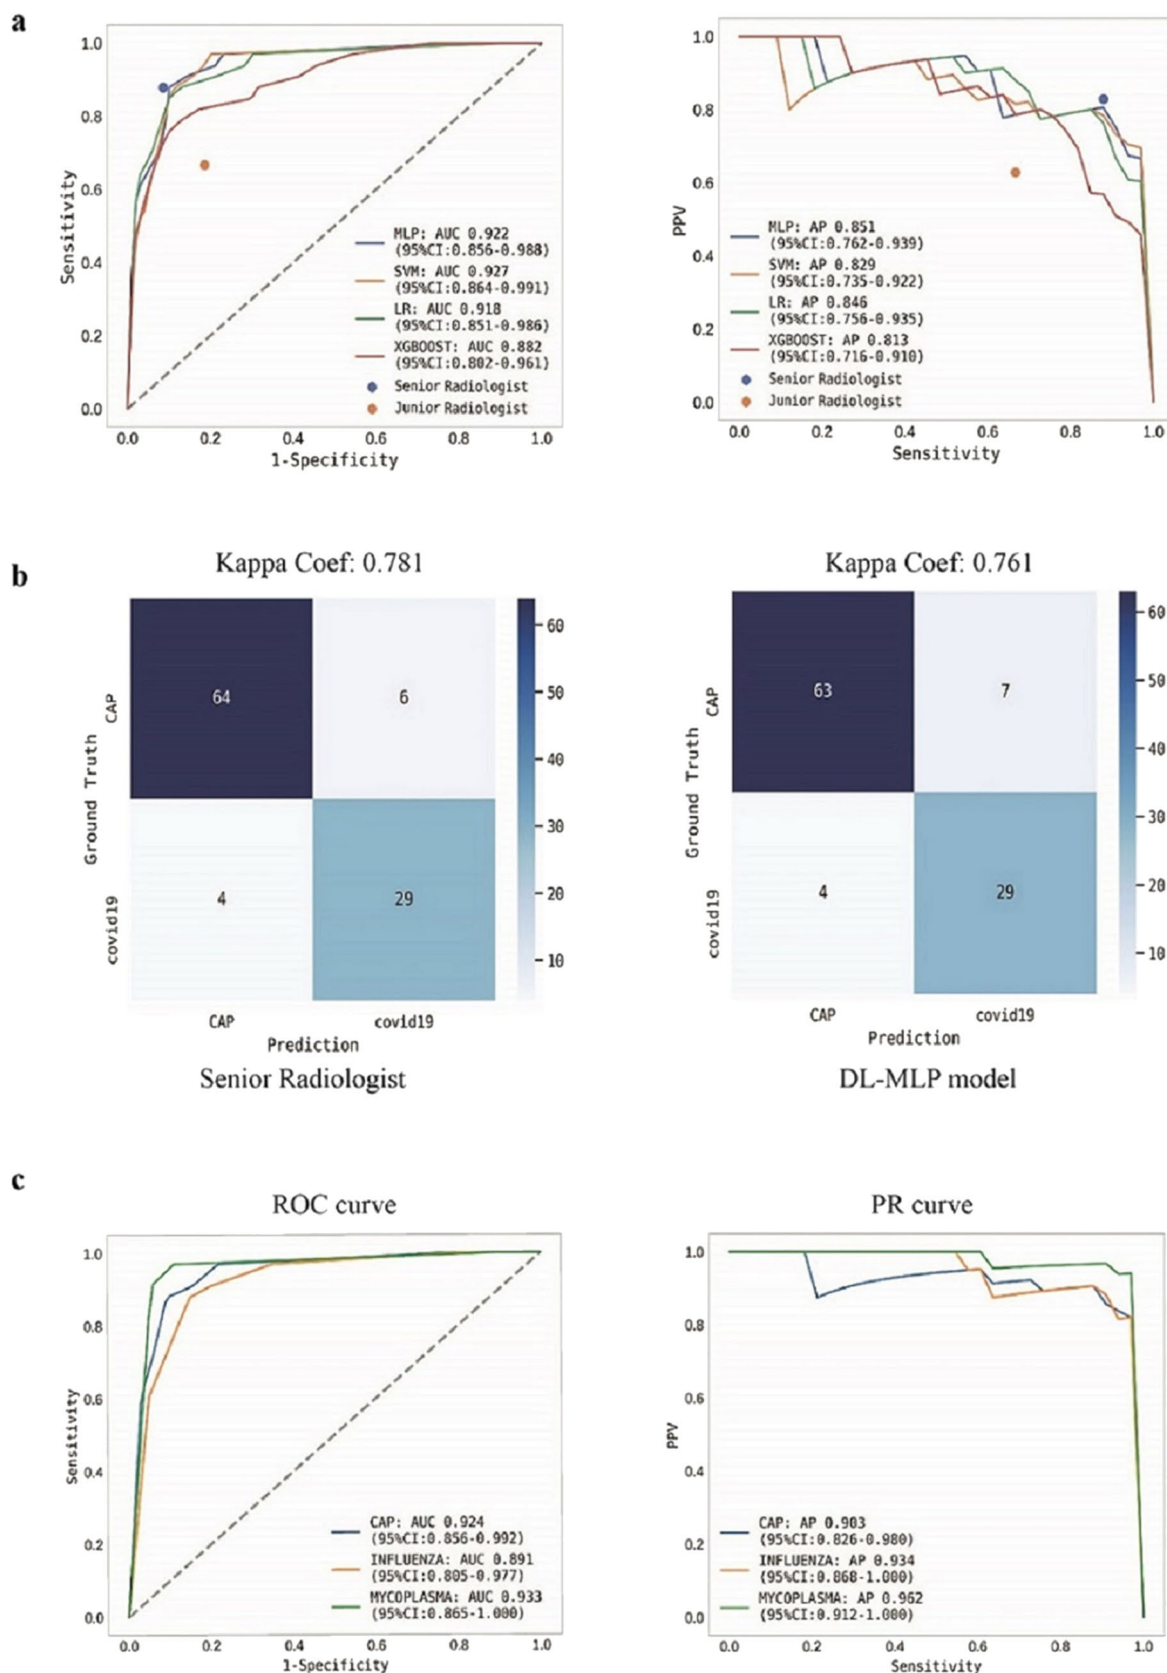 a
1.0
0.8
0.6
0.4
0.2
0.0
Sensitivity
MLP: AUC 0.922
(95%CI:0.856-0.988)
SVM: AUC 0.927
(95%CI:0.864-0.991)
LR: AUC 0.918
(95%CI:0.851-0.986)
XGBOOST: AUC 0.882
(95%CI:0.802-0.961)
Senior Radiologist
Junior Radiologist
0.0 0.2 0.4 0.6 0.8 1.0
1-Specificity
1.0
0.8
0.6
0.4
0.2
0.0
PPV
MLP: AP 0.851
(95%CI:0.762-0.939)
SVM: AP 0.829
(95%CI:0.735-0.922)
LR: AP 0.846
(95%CI:0.756-0.935)
XGBOOST: AP 0.813
(95%CI:0.716-0.910)
Senior Radiologist
Junior Radiologist
0.0 0.2 0.4 0.6 0.8 1.0
Sensitivity
b
Kappa Coef: 0.781
Ground Truth
CAP
covid19
64 6
4 29
60
50
40
30
20
10
CAP covid19
Prediction
Senior Radiologist
Kappa Coef: 0.761
Ground Truth
CAP
covid19
63 7
4 29
60
50
40
30
20
10
CAP covid19
Prediction
DL-MLP model
c
ROC curve
1.0
0.8
0.6
0.4
0.2
0.0
Sensitivity
CAP: AUC 0.924
(95%CI:0.856-0.992)
INFLUENZA: AUC 0.891
(95%CI:0.805-0.977)
MYCOPLASMA: AUC 0.933
(95%CI:0.865-1.000)
0.0 0.2 0.4 0.6 0.8 1.0
1-Specificity
PR curve
1.0
0.8
0.6
0.4
0.2
0.0
PPV
CAP: AP 0.903
(95%CI:0.826-0.980)
INFLUENZA: AP 0.934
(95%CI:0.868-1.000)
MYCOPLASMA: AP 0.962
(95%CI:0.912-1.000)
0.0 0.2 0.4 0.6 0.8 1.0
Sensitivity